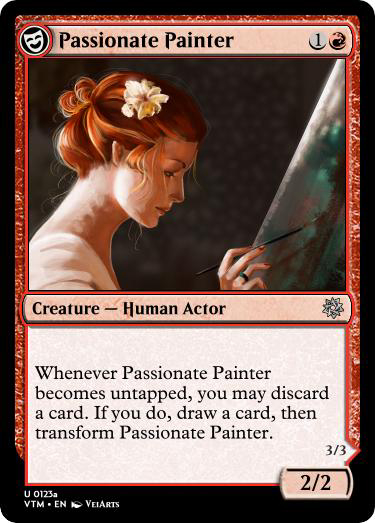 Passionate Painter 1
Creature — Human Actor
Whenever Passionate Painter
becomes untapped, you may discard
a card. If you do, draw a card, then
transform Passionate Painter.
3/3
2/2
U 0123a
VTM • EN VeiArts